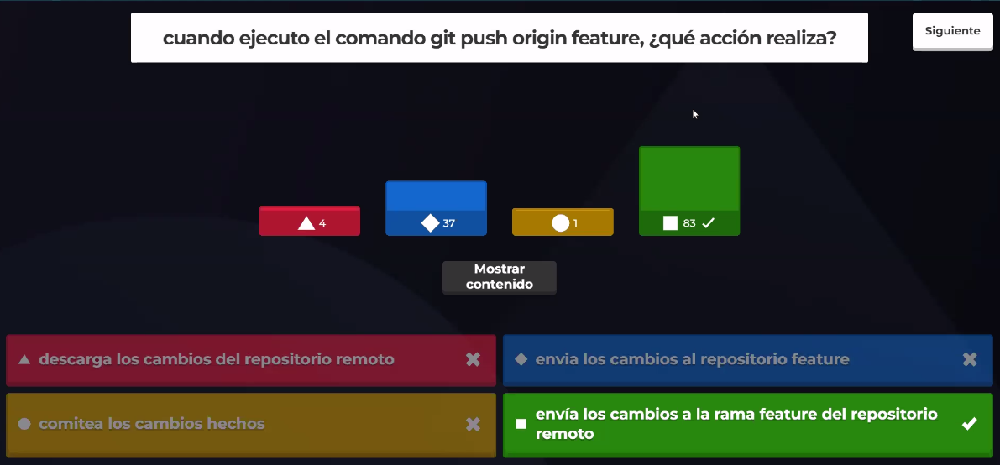 cuando ejecuto el comando git push origin feature, ¿qué acción realiza?
Siguiente
4
37
1
83
Mostrar
contenido
descarga los cambios del repositorio remoto
envia los cambios al repositorio feature
comitea los cambios hechos
envía los cambios a la rama feature del repositorio
remoto